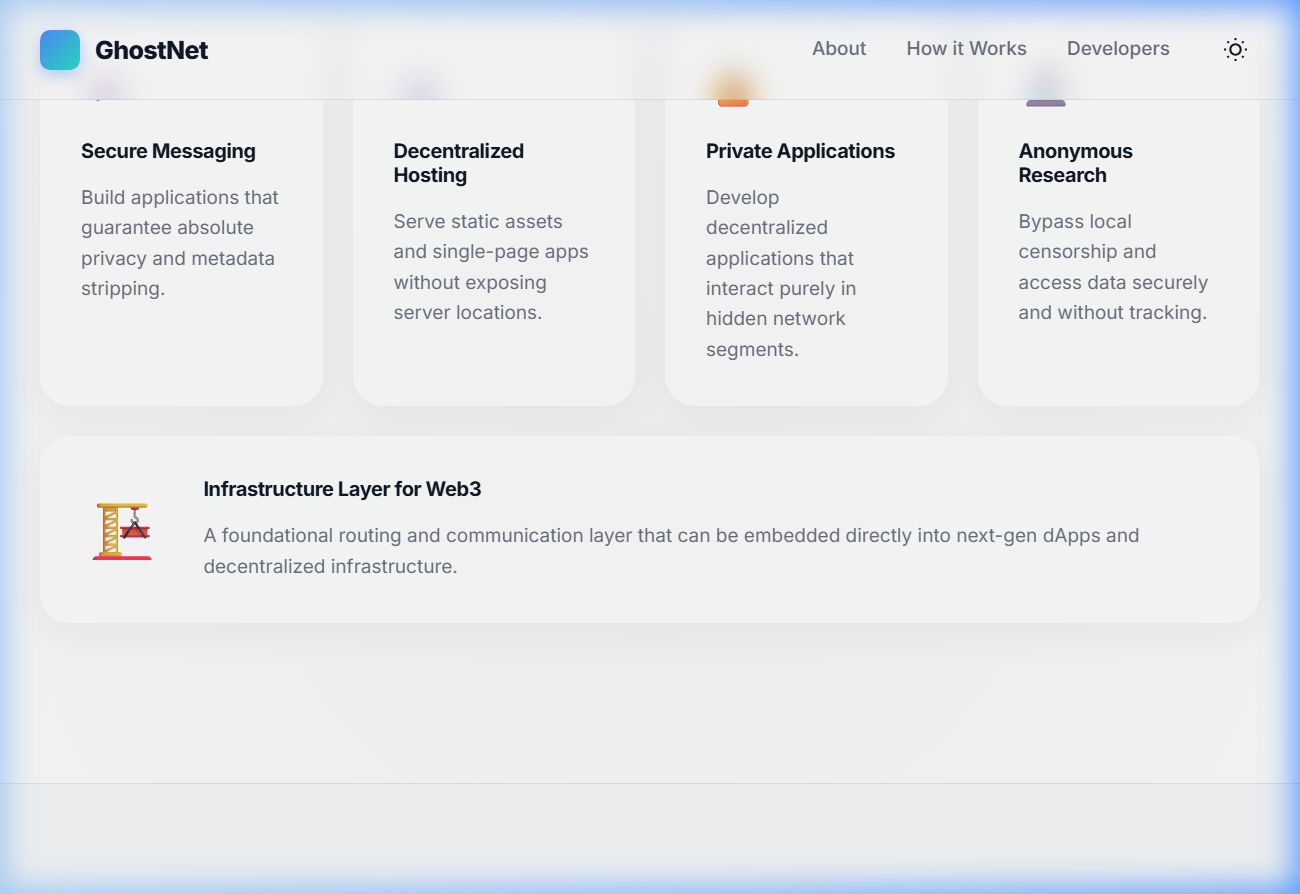 GhostNet
About
How it Works
Developers
Secure Messaging
Build applications that
guarantee absolute
privacy and metadata
stripping.
Decentralized
Hosting
Serve static assets
and single-page apps
without exposing
server locations.
Private Applications
Develop
decentralized
applications that
interact purely in
hidden network
segments.
Anonymous
Research
Bypass local
censorship and
access data securely
and without tracking.
Infrastructure Layer for Web3
A foundational routing and communication layer that can be embedded directly into next-gen dApps and
decentralized infrastructure.